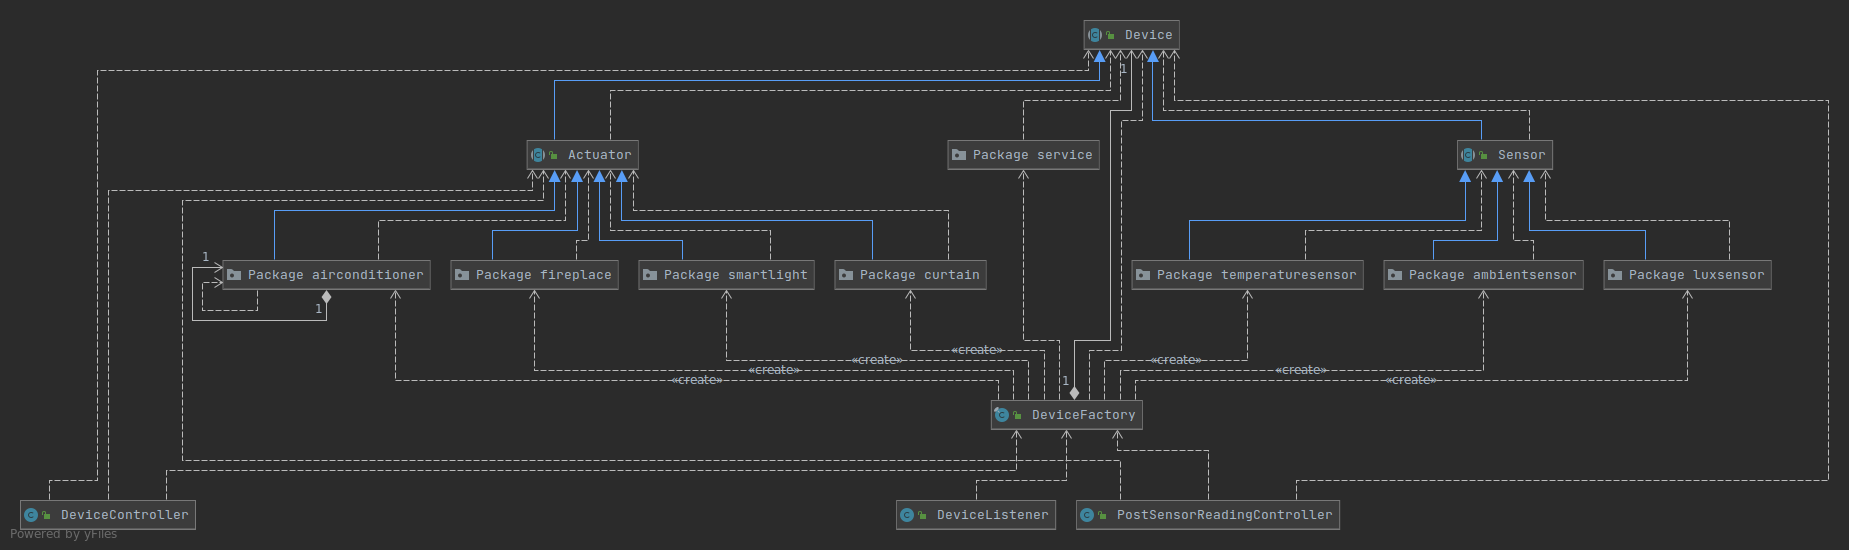 Device
1
Actuator
Package service
Sensor
1
Package airconditioner
Package fireplace
Package smartlight
Package curtain
Package temperaturesensor
Package ambientsensor
Package luxsensor
1
«create»
«create»
«create»
«create»
«create»
«create»
«create»
1
DeviceFactory
DeviceController
DeviceListener
PostSensorReadingController
Powered by yFiles